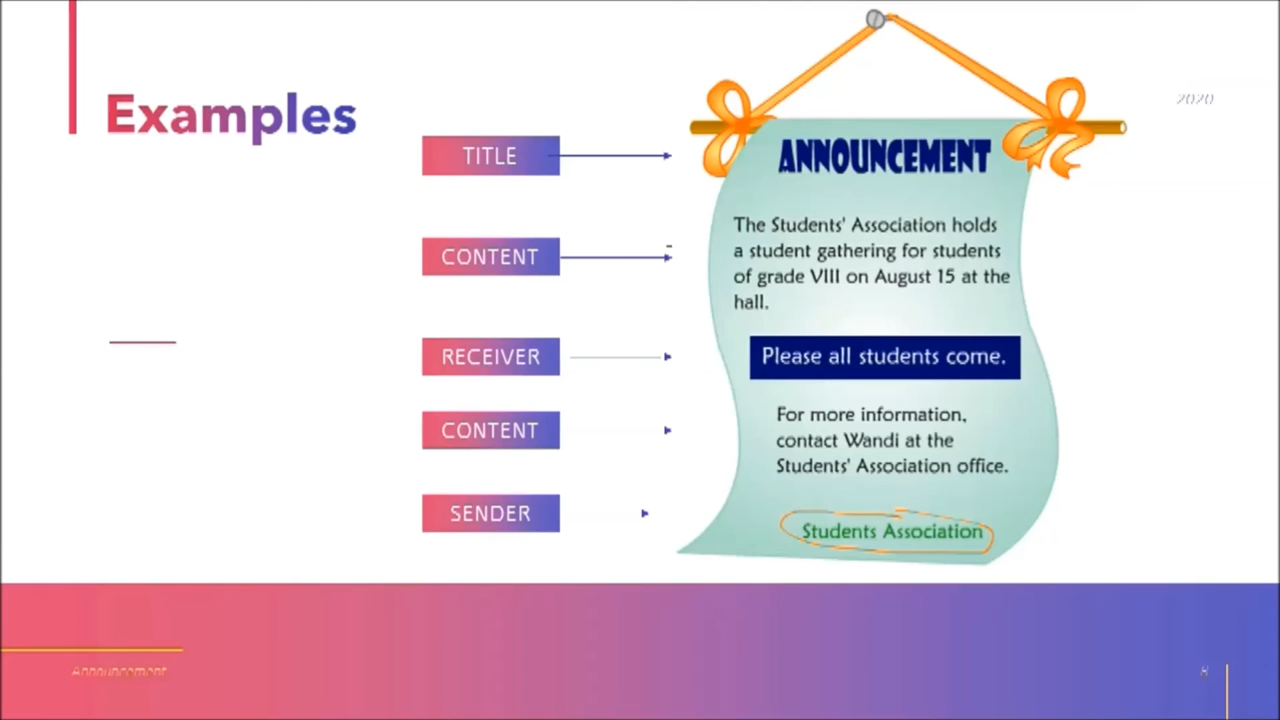 Examples
2020
TITLE
ANNOUNCEMENT
CONTENT
The Students' Association holds
a student gathering for students
of grade VIII on August 15 at the
hall.
RECEIVER
Please all students come.
CONTENT
For more information,
contact Wandi at the
Students' Association office.
SENDER
Students Association
Announcement
8